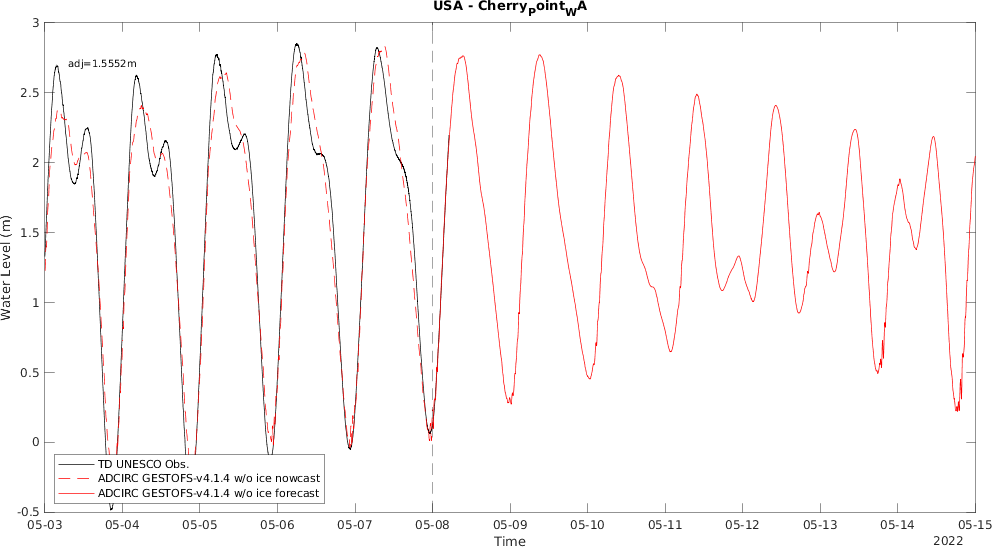 USA - CherryPointWA
3
2.5
2
1.5
1
0.5
0
-0.5
Water Level (m)
adj=1.5552m
TD UNESCO Obs.
ADCIRC GESTOFS-v4.1.4 w/o ice nowcast
ADCIRC GESTOFS-v4.1.4 w/o ice forecast
05-03 05-04 05-05 05-06 05-07 05-08 05-09 05-10 05-11 05-12 05-13 05-14 05-15
Time
2022